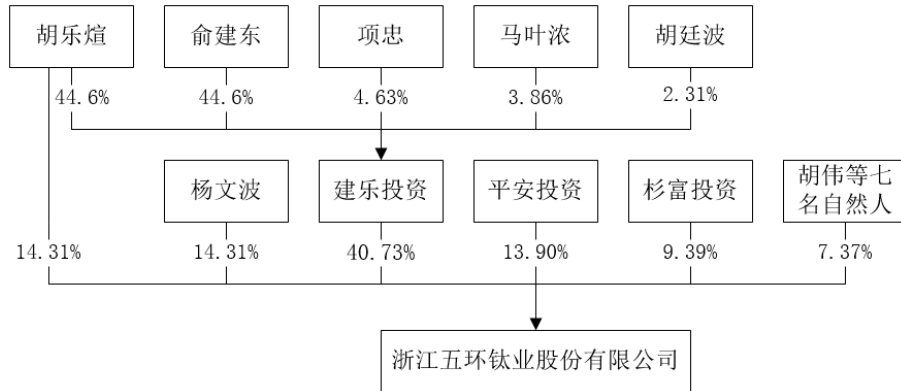 胡乐煊
俞建东
项忠
马叶浓
胡廷波
44.6%
44.6%
4.63%
3.86%
2.31%
杨文波
建乐投资
平安投资
杉富投资
胡伟等七
名自然人
14.31%
14.31%
40.73%
13.90%
9.39%
7.37%
浙江五环钛业股份有限公司